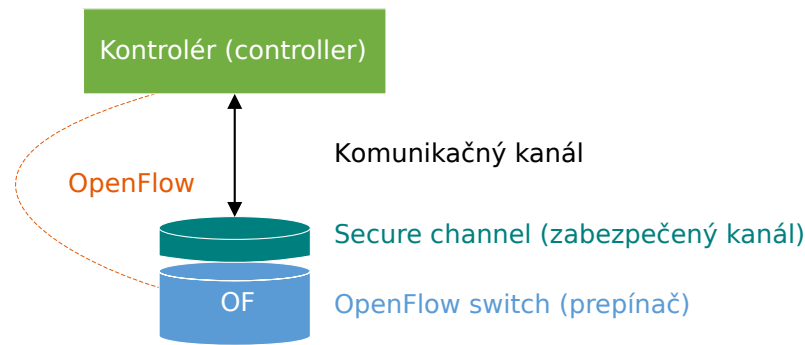 Kontrolér (controller)
Komunikačný kanál
OpenFlow
Secure channel (zabezpečený kanál)
OF
OpenFlow switch (prepínač)